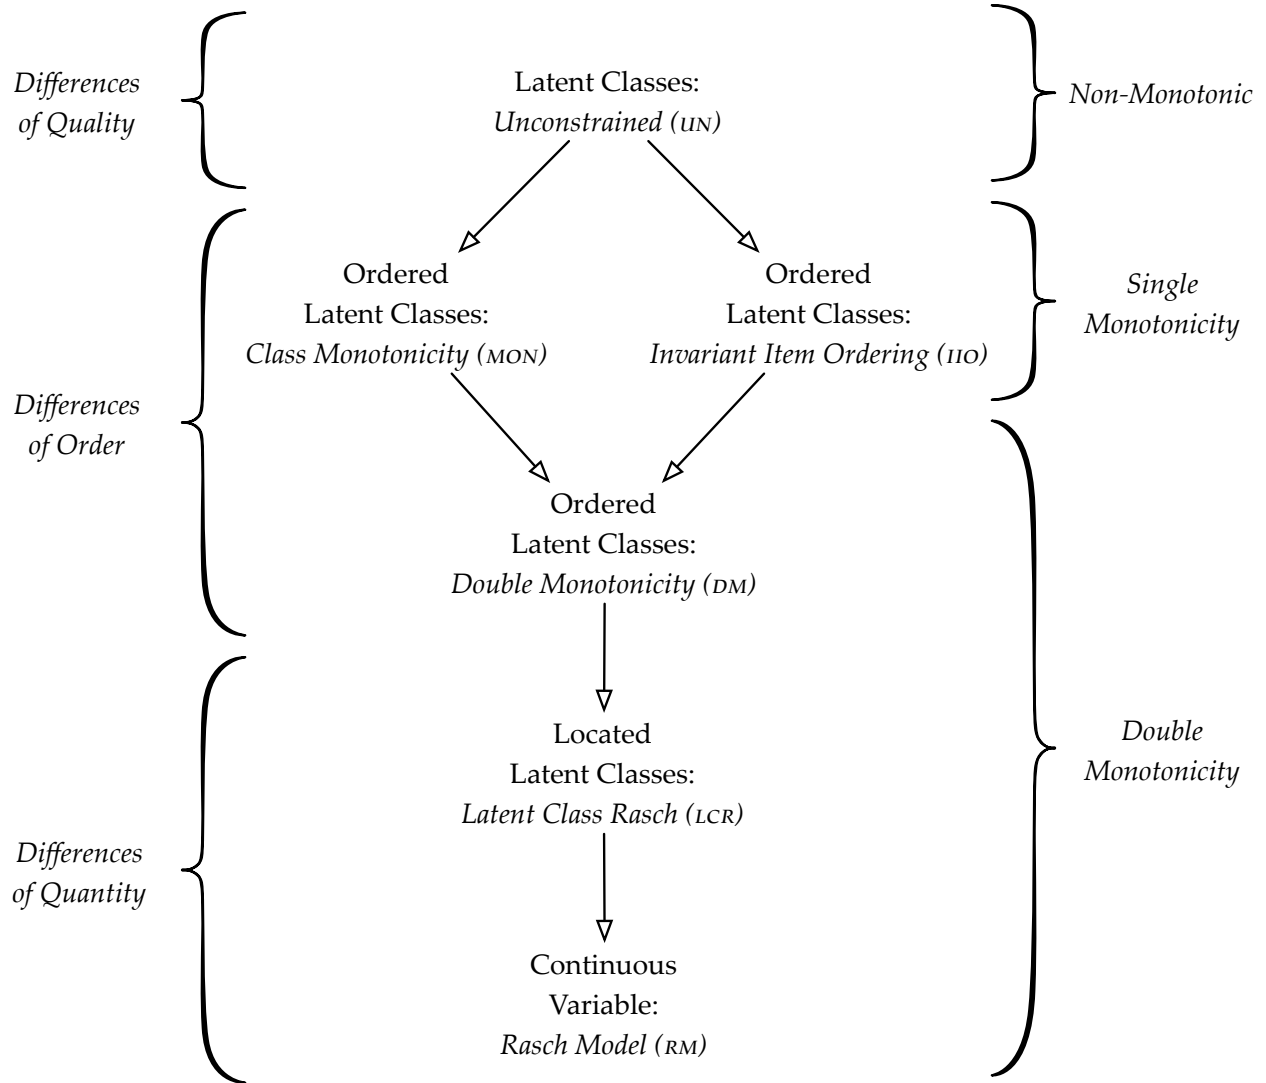 Differences
of Quality
Latent Classes:
Unconstrained (UN)
Non-Monotonic
Ordered
Latent Classes:
Class Monotonicity (MON)
Ordered
Latent Classes:
Invariant Item Ordering (IIO)
Single
Monotonicity
Differences
of Order
Ordered
Latent Classes:
Double Monotonicity (DM)
Located
Latent Classes:
Latent Class Rasch (LCR)
Double
Monotonicity
Differences
of Quantity
Continuous
Variable:
Rasch Model (RM)